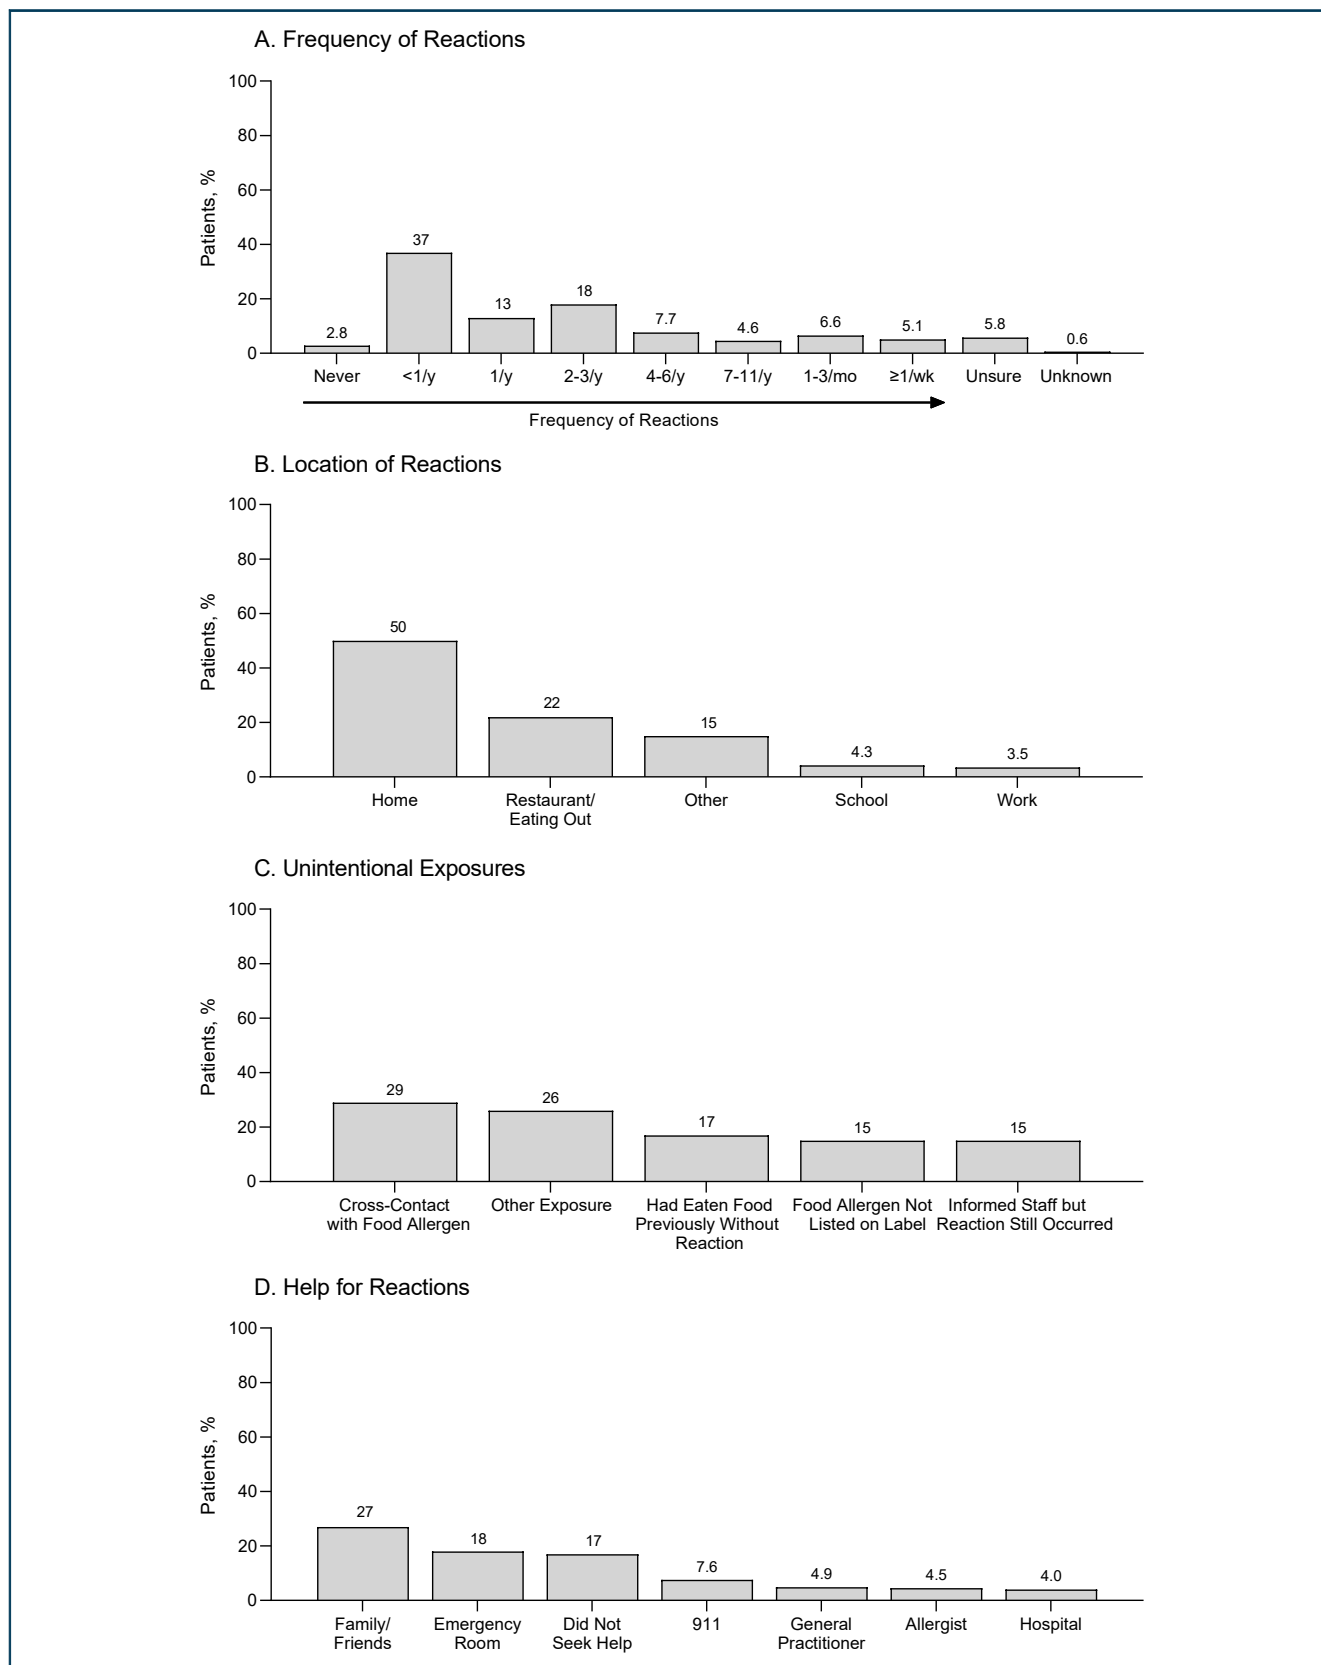 A. Frequency of Reactions
Patients, %
100
80
60
40
20
0
2.8
37
13
18
7.7
4.6
6.6
5.1
5.8
0.6
Never <1/y 1/y 2-3/y 4-6/y 7-11/y 1-3/mo ≥1/wk Unsure Unknown
Frequency of Reactions
B. Location of Reactions
Patients, %
100
80
60
40
20
0
50
22
15
4.3
3.5
Home
Restaurant/
Eating Out
Other
School
Work
C. Unintentional Exposures
Patients, %
100
80
60
40
20
0
29
26
17
15
15
Cross-Contact
with Food Allergen
Other Exposure
Had Eaten Food
Previously Without
Reaction
Food Allergen Not
Listed on Label
Informed Staff but
Reaction Still Occurred
D. Help for Reactions
Patients, %
100
80
60
40
20
0
27
18
17
7.6
4.9
4.5
4.0
Family/
Friends
Emergency
Room
Did Not
Seek Help
911
General
Practitioner
Allergist
Hospital